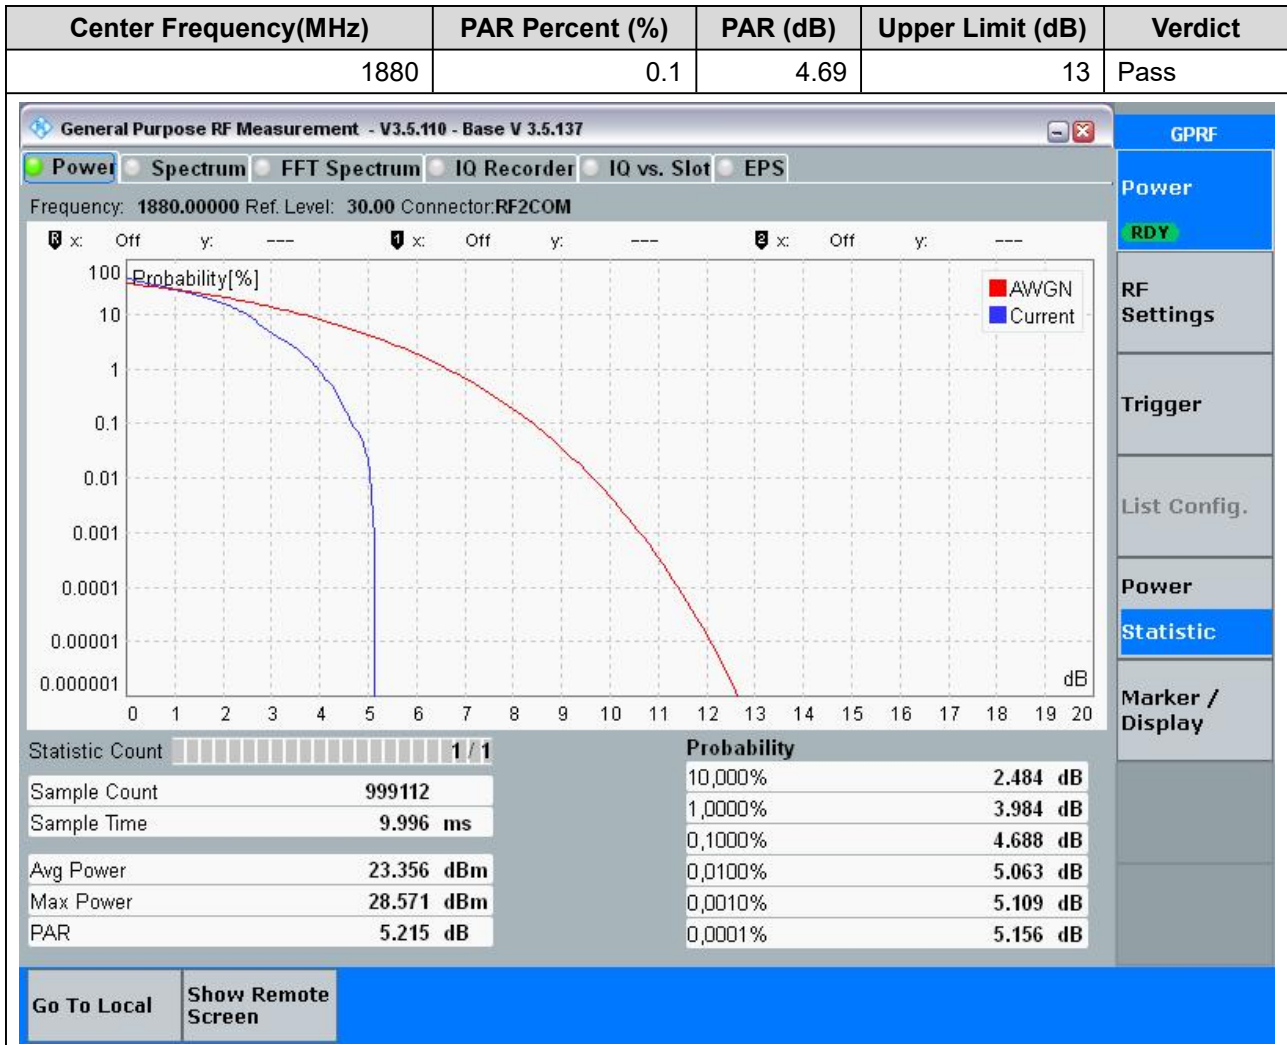 Center Frequency(MHz) PAR Percent (%) PAR (dB) Upper Limit (dB) Verdict
1880 0.1 4.69 13 Pass
General Purpose RF Measurement - V3.5.110 - Base V 3.5.137
GPRF
Power Spectrum FFT Spectrum IQ Recorder IQ vs. Slot EPS
Frequency: 1880.00000 Ref. Level: 30.00 Connector:RF2COM
R x: Off y: --- 1 x: Off y: --- 2 x: Off y: ---
Probability[%]
AWGN
Current
100
10
1
0.1
0.01
0.001
0.0001
0.00001
0.000001
dB
0 1 2 3 4 5 6 7 8 9 10 11 12 13 14 15 16 17 18 19 20
Statistic Count 1 / 1
Sample Count 999112
Sample Time 9.996 ms
Avg Power 23.356 dBm
Max Power 28.571 dBm
PAR 5.215 dB
Probability
10,000% 2.484 dB
1,0000% 3.984 dB
0,1000% 4.688 dB
0,0100% 5.063 dB
0,0010% 5.109 dB
0,0001% 5.156 dB
Power
RDY
RF
Settings
Trigger
List Config.
Power
Statistic
Marker /
Display
Go To Local
Show Remote
Screen